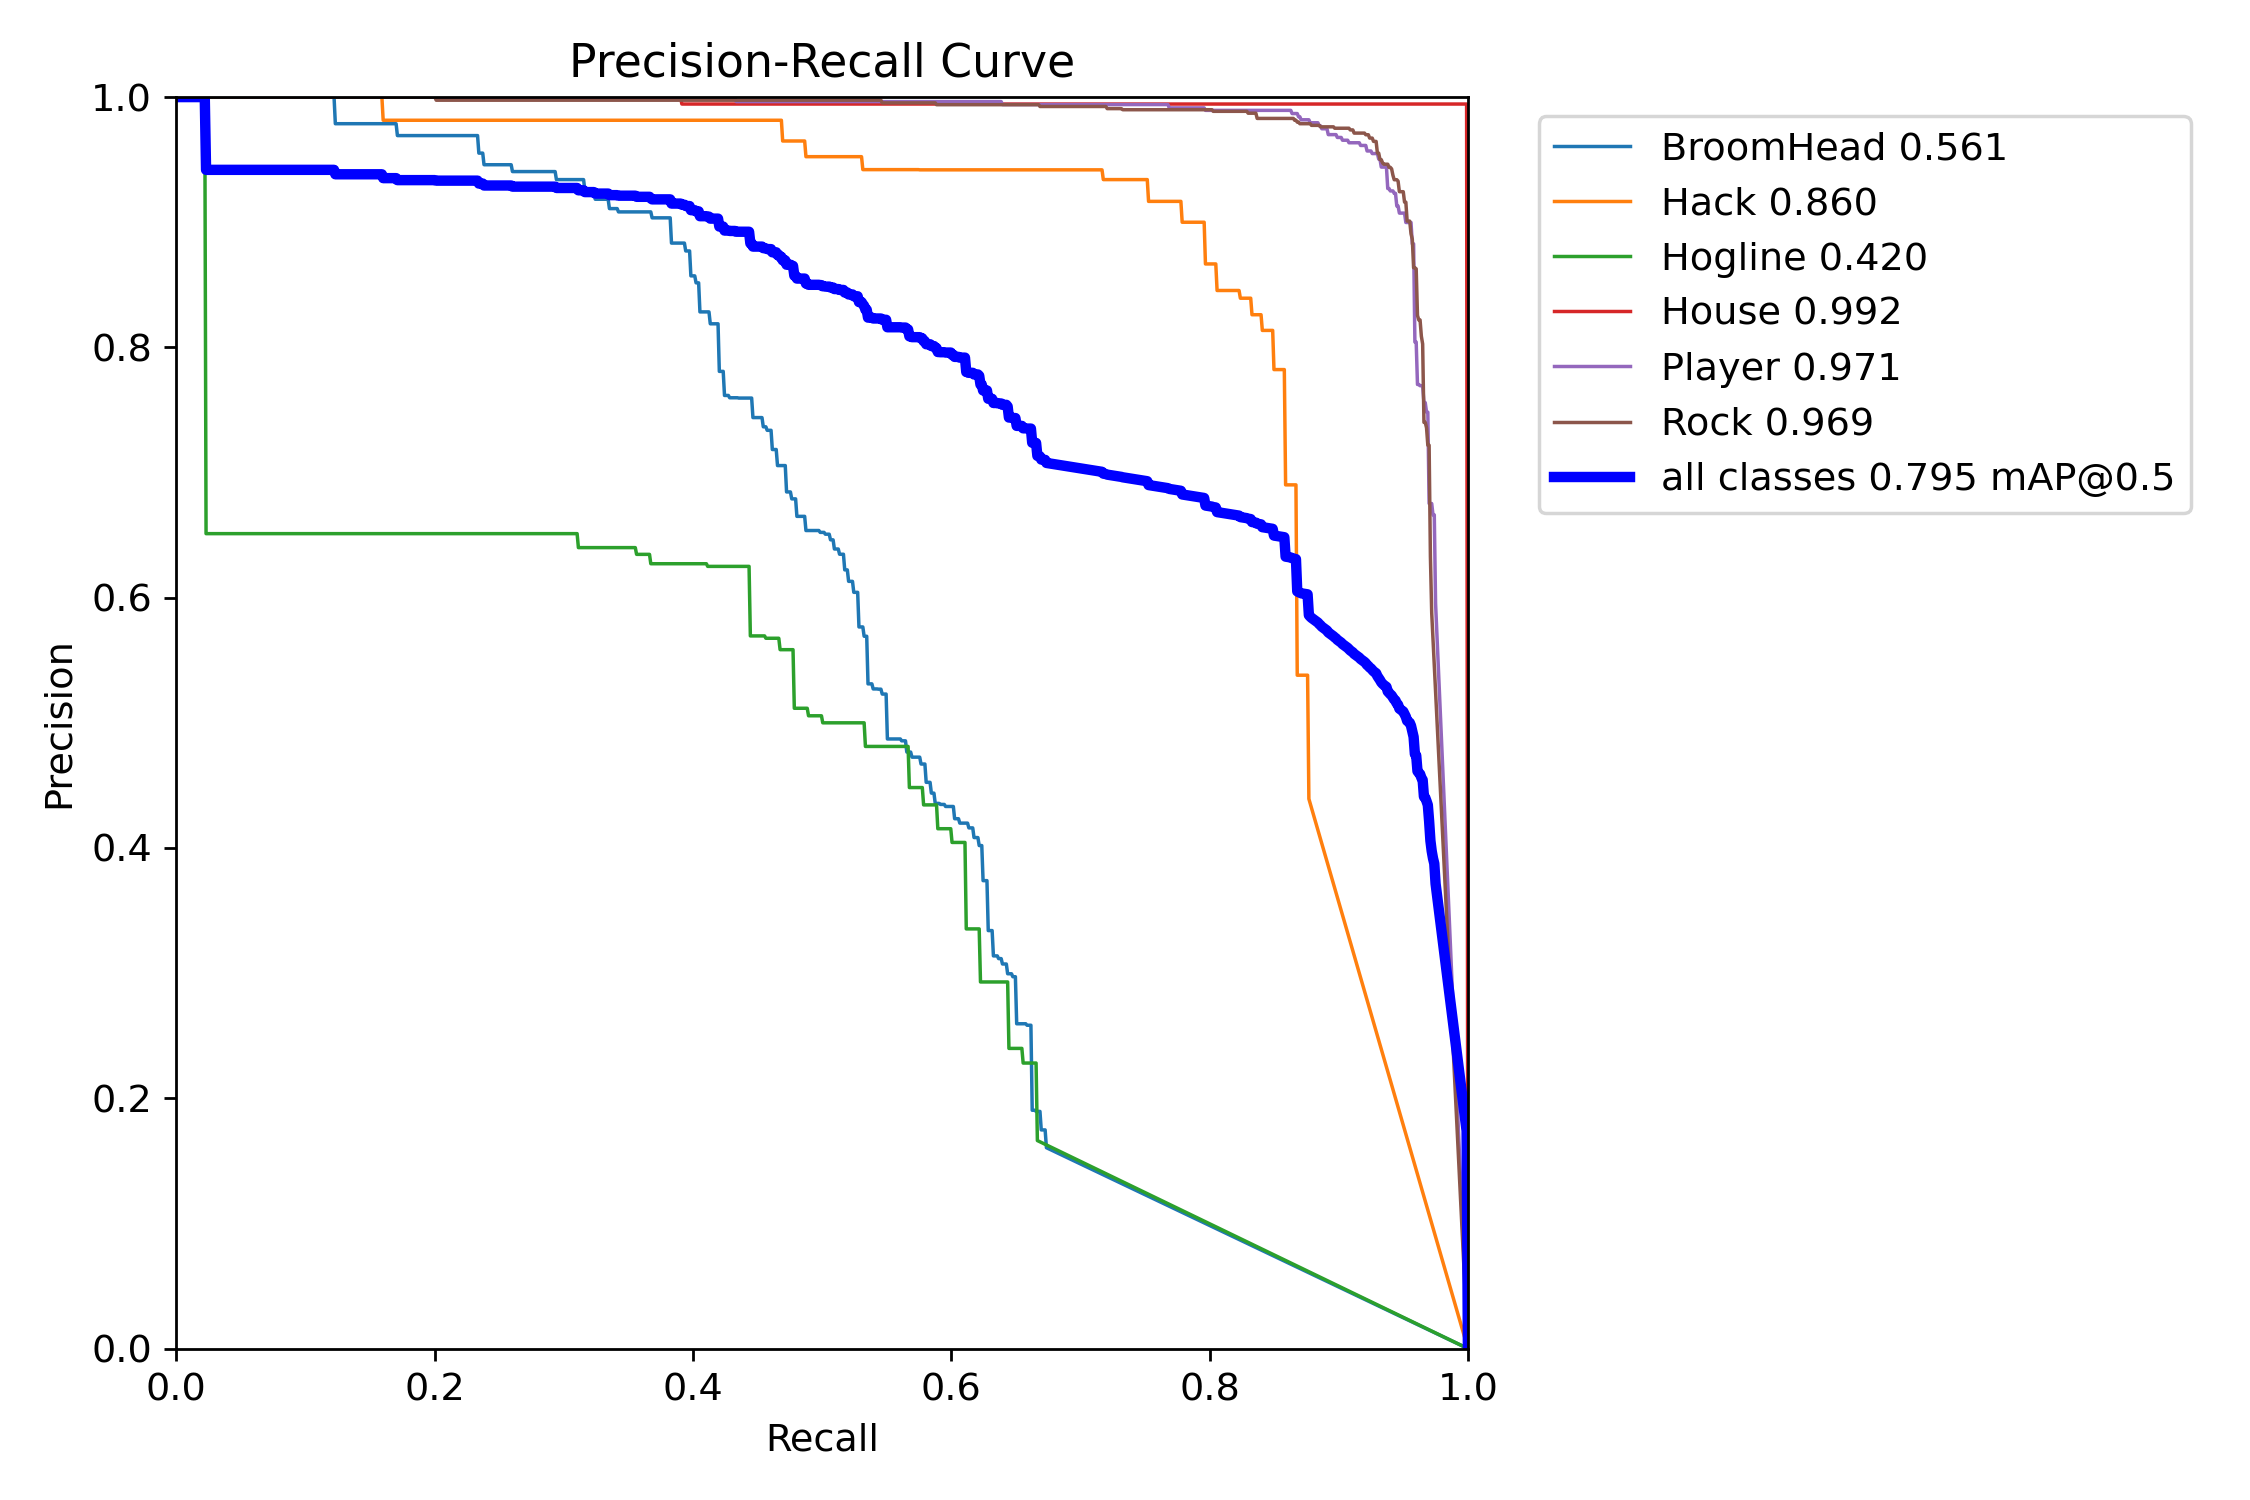 Precision-Recall Curve
1.0
0.8
0.6
0.4
0.2
0.0
Precision
0.0 0.2 0.4 0.6 0.8 1.0
Recall
BroomHead 0.561
Hack 0.860
Hogline 0.420
House 0.992
Player 0.971
Rock 0.969
all classes 0.795 mAP@0.5